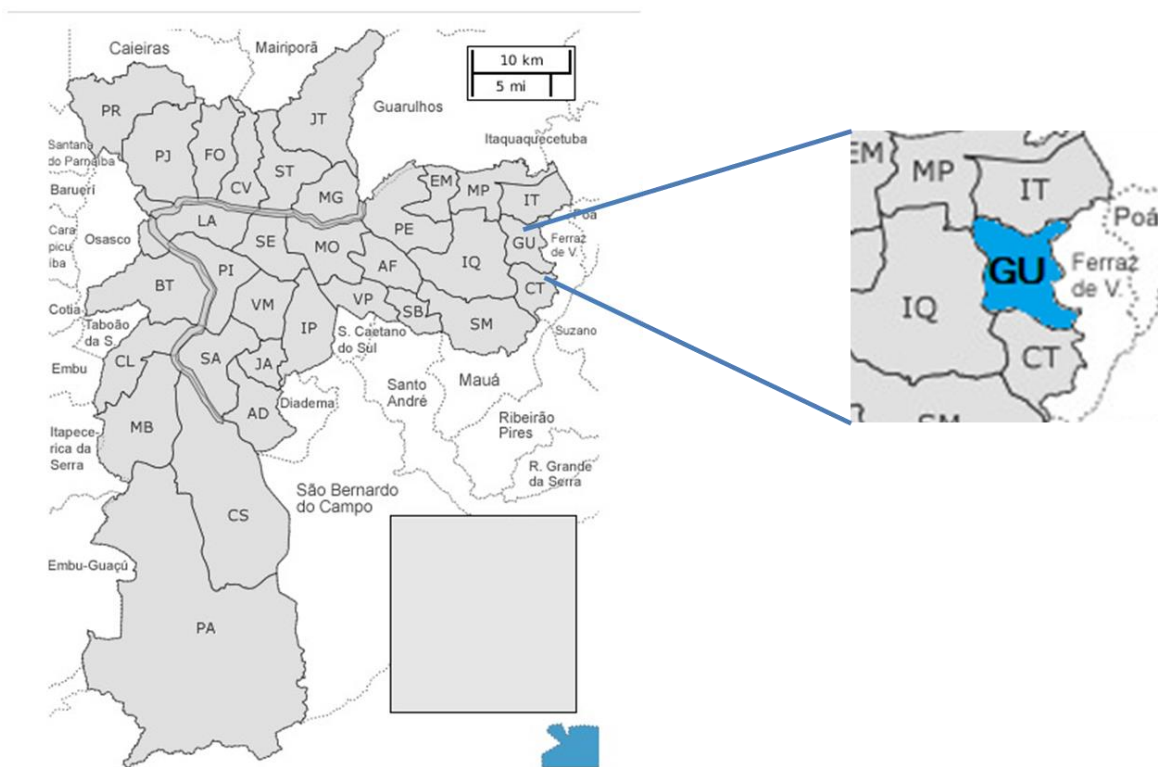 Caieiras
Mairiporã
10 km
5 mi
PR
JT
Guarulhos
Santana
do Parnaíba
PJ
FO
CV
ST
MG
Itaquaquecetuba
Barueri
EM
MP
IT
Poá
Cara
picu
iba
Osasco
LA
SE
MO
PE
GU
Ferraz
de V.
BT
PI
AF
IQ
CT
Cotia
Taboão
da S.
VM
IP
VP
SB
SM
Suzano
S. Caetano
do Sul
Embu
CL
SA
JA
Santo
André
Mauá
Diadema
AD
MB
Itapece-
rica da
Serra
Ribeirão
Pires
R. Grande
da Serra
São Bernardo
do Campo
CS
Embu-Guaçú
PA
EM
MP
IT
Poá
GU
Ferraz
de V.
IQ
CT
SM